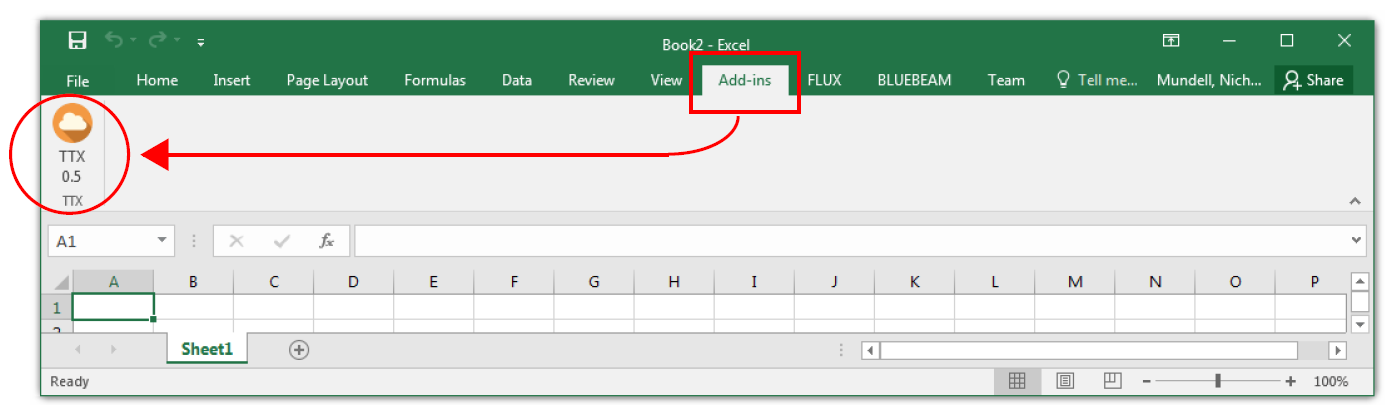 Book2 - Excel
File Home Insert Page Layout Formulas Data Review View Add-ins FLUX BLUEBEAM Team Tell me... Mundell, Nich... Share
TTX
0.5
TTX
A1 fx
A B C D E F G H I J K L M N O P
1
2
Sheet1
Ready 100%